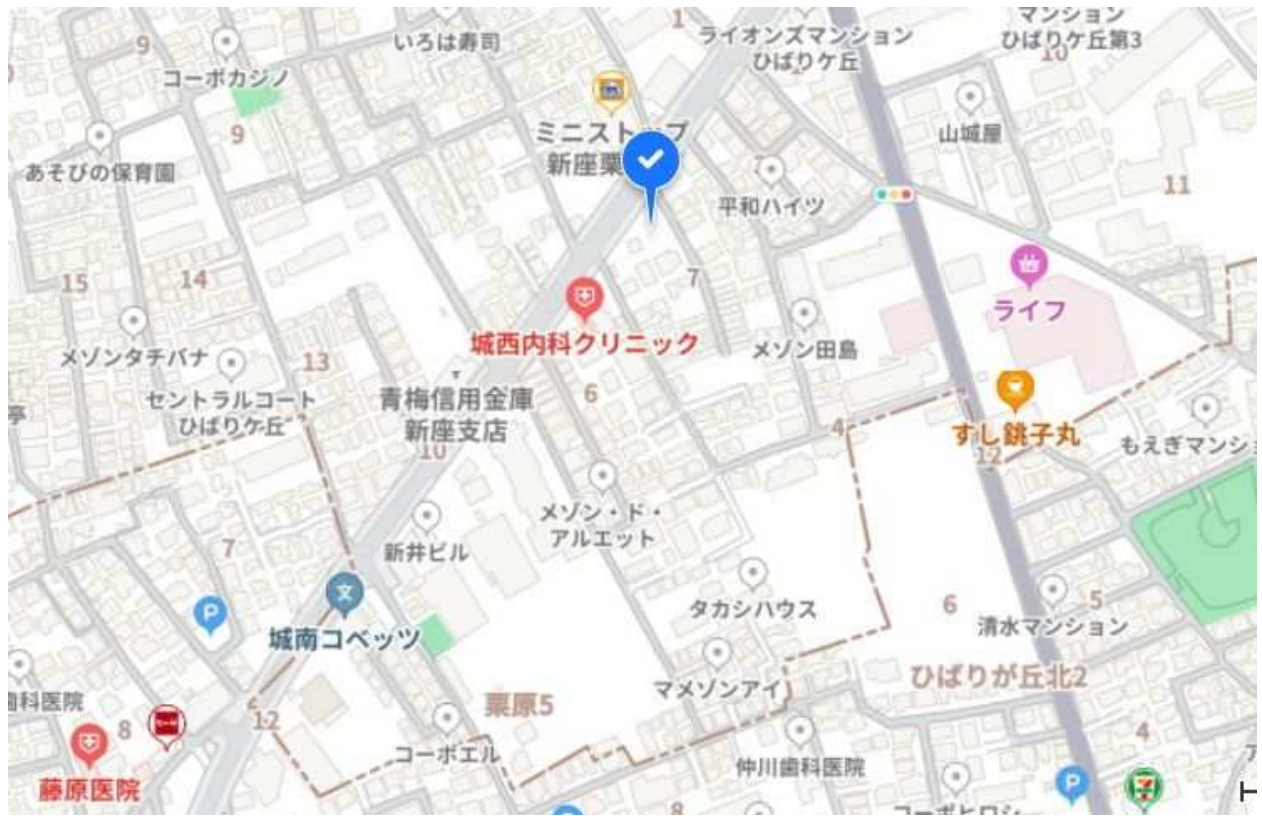 マンション
ひばりケ丘第3
10
1
ライオンズマンション
ひばりケ丘
いろは寿司
9
コーポカジノ
ミニストップ
新座栗
9
山城屋
あそびの保育園
平和ハイツ
11
7
15
14
ライフ
城西内科クリニック
メゾン田島
メゾンタチバナ
13
セントラルコート
ひばりケ丘
青梅信用金庫
新座支店
6
亭
10
4
すし銚子丸
12
もえぎマンショ
メゾン・ド・
アルエット
新井ビル
7
P
城南コベッツ
タカシハウス
6
5
清水マンション
ひばりが丘北2
マメゾンアイ
歯科医院
栗原5
8
12
コーポエル
藤原医院
仲川歯科医院
4
P
8
コーポヒロシ